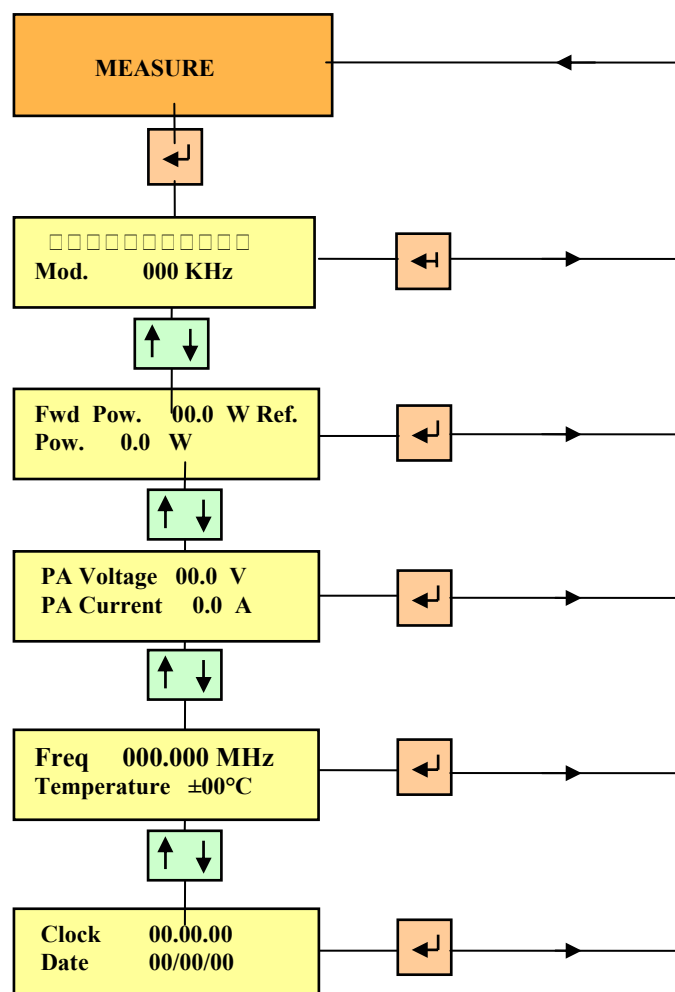 MEASURE
□□□□□□□□□□□
Mod. 000 KHz
Fwd Pow. 00.0 W Ref.
Pow. 0.0 W
PA Voltage 00.0 V
PA Current 0.0 A
Freq 000.000 MHz
Temperature ±00°C
Clock 00.00.00
Date 00/00/00